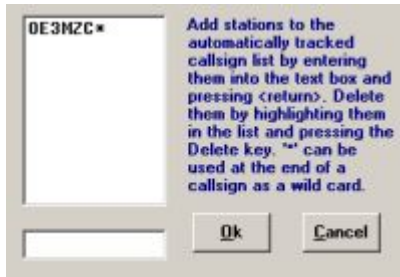 OE3MZC*
Add stations to the
automatically tracked
callsign list by entering
them into the text box and
pressing <return>. Delete
them by highlighting them
in the list and pressing the
Delete key. '*' can be
used at the end of a
callsign as a wild card.
Ok
Cancel